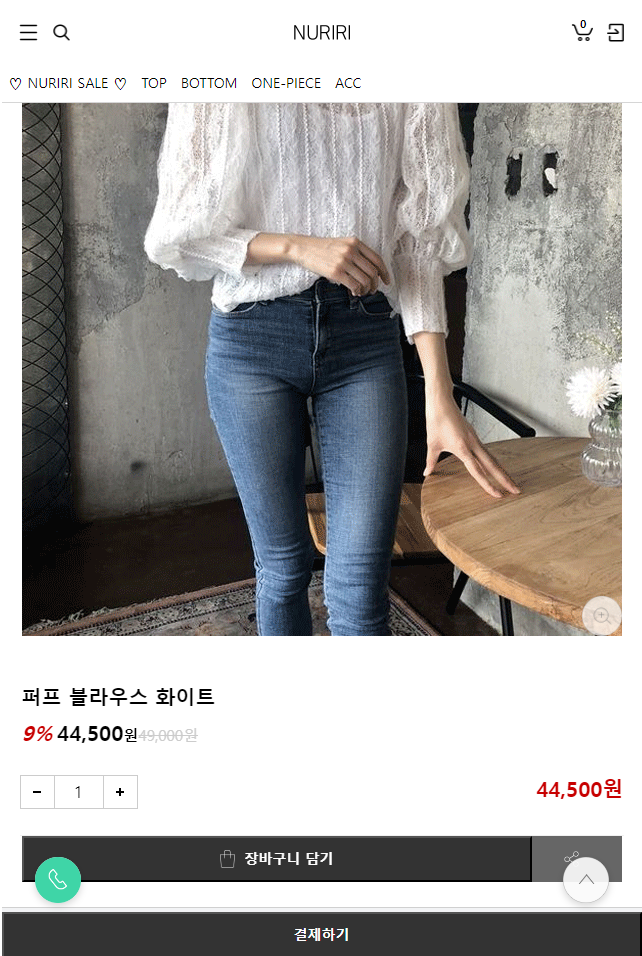 NURIRI
0
♡ NURIRI SALE ♡ TOP BOTTOM ONE-PIECE ACC
퍼프 블라우스 화이트
9% 44,500원 49,000원
- 1 + 44,500원
장바구니 담기
결제하기